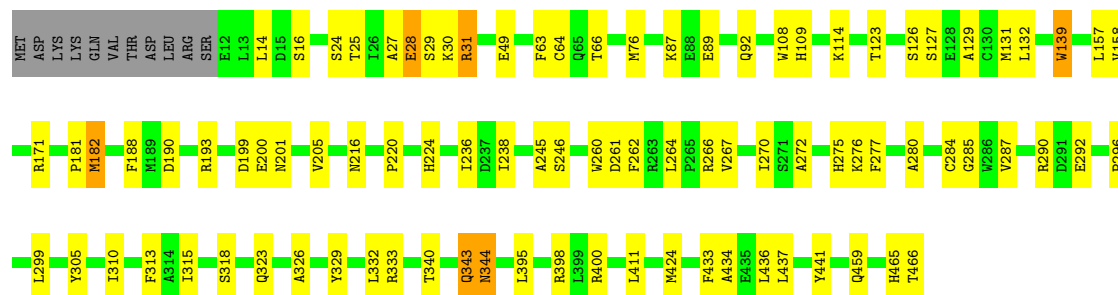 MET ASP LYS LYS GLN VAL THR ASP LEU ARG SER E12 L13 L14 D15 S16 S24 T25 I26 A27 E28 S29 K30 R31 E49 F63 C64 Q65 T66 M76 K87 E88 E89 Q92 W108 H109 K114 T123 S126 S127 E128 A129 C130 M131 L132 W139 L157 V158
R171 P181 M182 F188 M189 D190 R193 D199 E200 N201 V205 N216 P220 H224 I236 D237 I238 A245 S246 W260 D261 F262 R263 L264 P265 R266 V267 I270 S271 A272 H275 K276 F277 A280 C284 G285 W286 V287 R290 D291 E292
L299 Y305 I310 F313 A314 I315 S318 Q323 A326 Y329 L332 R333 T340 Q343 N344 L395 R398 L399 R400 L411 M424 F433 A434 E435 L436 L437 Y441 Q459 H465 T466